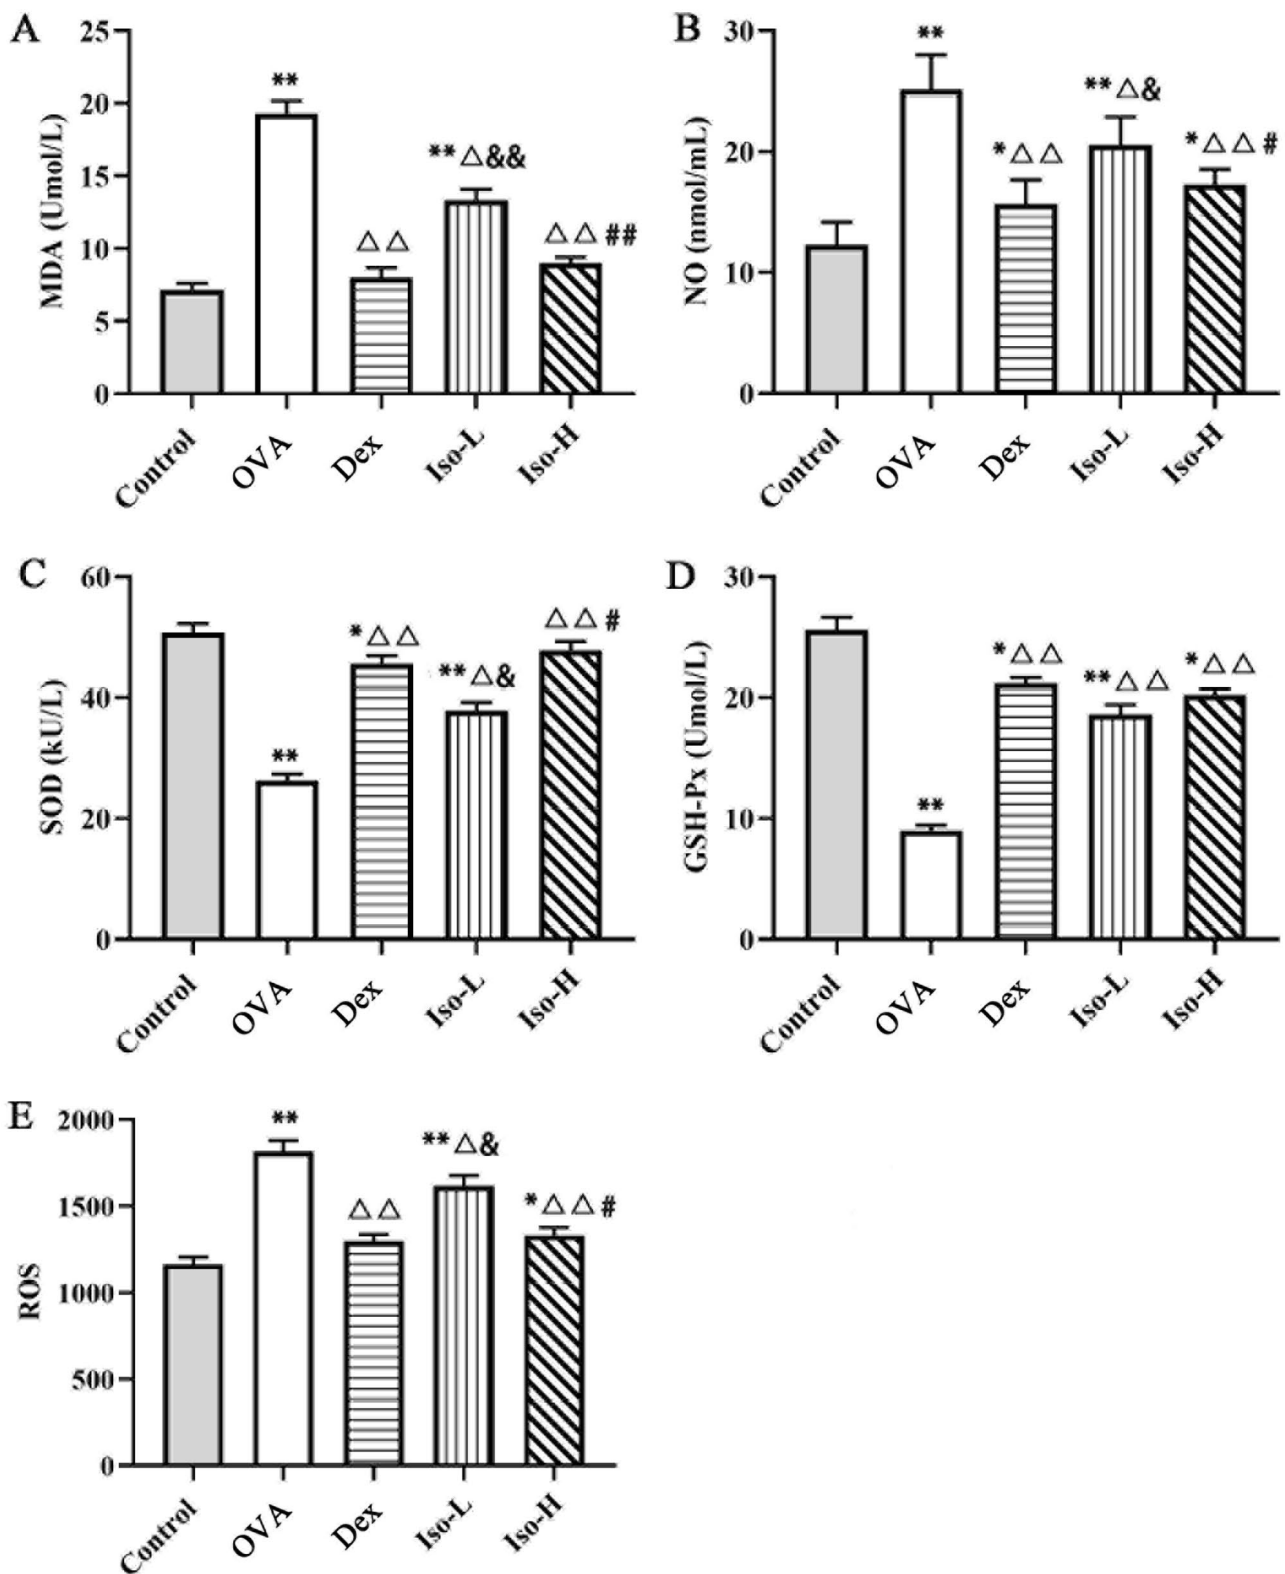 A
MDA (Umol/L)
25
20
15
10
5
0
**
△△
**△&&
△△##
Control
OVA
Dex
Iso-L
Iso-H
B
NO (nmol/mL)
30
20
10
0
**
*△△
**△&
*△△#
Control
OVA
Dex
Iso-L
Iso-H
C
SOD (kU/L)
60
40
20
0
**
*△△
**△&
△△#
Control
OVA
Dex
Iso-L
Iso-H
D
GSH-Px (Umol/L)
30
20
10
0
**
*△△
**△△
*△△
Control
OVA
Dex
Iso-L
Iso-H
E
ROS
2000
1500
1000
500
0
**
△△
**△&
*△△#
Control
OVA
Dex
Iso-L
Iso-H